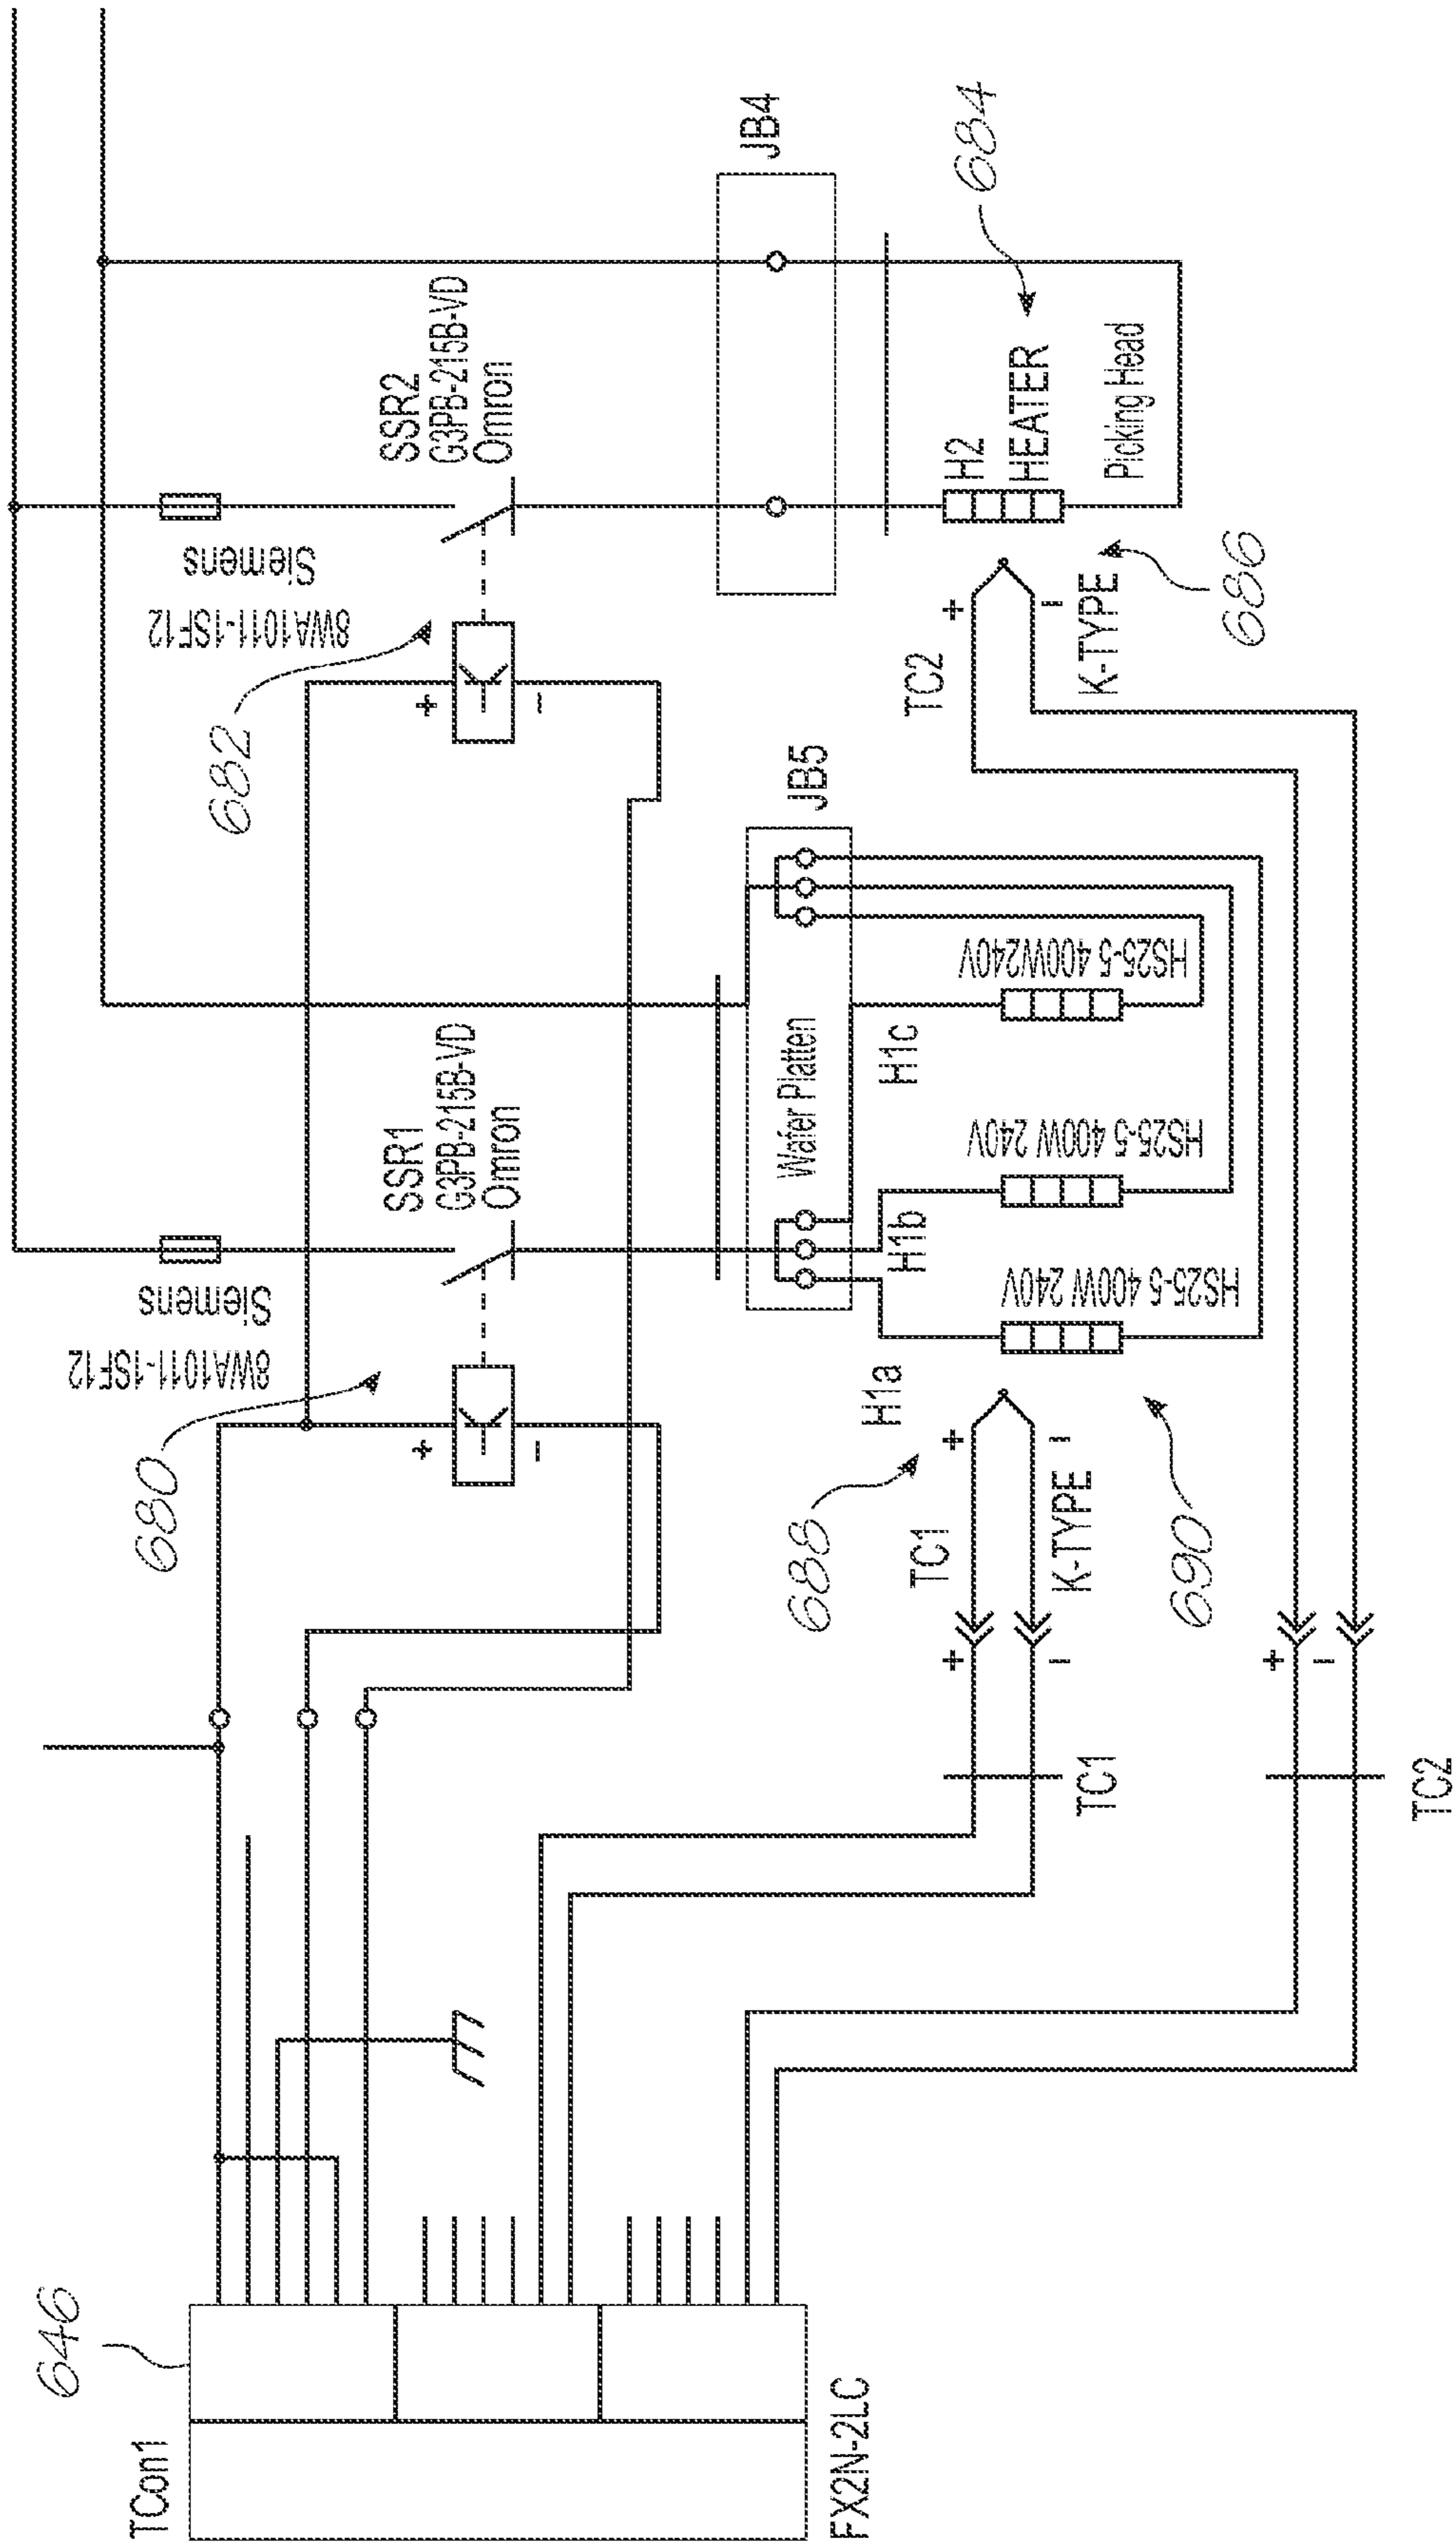 TCon1
646
FX2N-2LC
680
8WA1011-1SF12
Siemens
SSR1
G3PB-215B-VD
Omron
+
−
682
8WA1011-1SF12
Siemens
SSR2
G3PB-215B-VD
Omron
+
−
JB4
JB5
Wafer Platten
H1a
H1b
H1c
HS25-5 400W 240V
HS25-5 400W 240V
HS25-5 400W240V
H2
HEATER
Picking Head
684
686
688
690
TC1
+
−
K-TYPE
+
−
TC1
TC2
+
−
K-TYPE
+
−
TC2